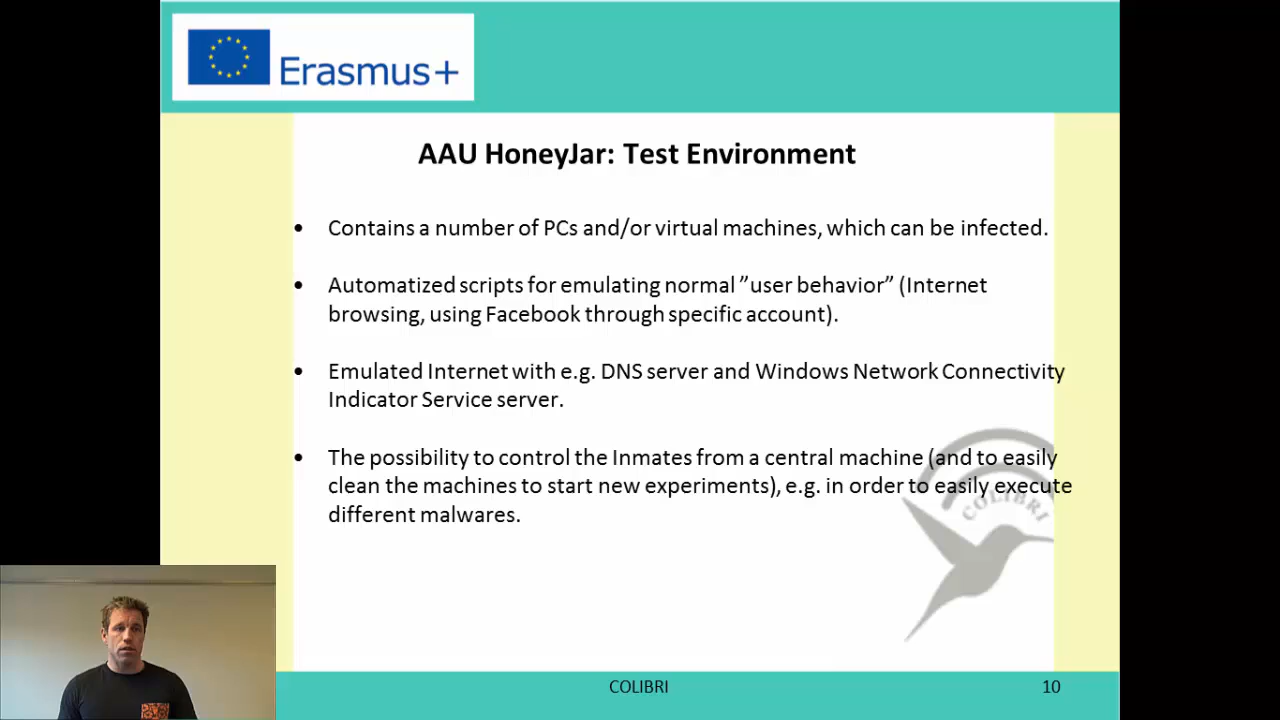 Erasmus+
AAU HoneyJar: Test Environment
• Contains a number of PCs and/or virtual machines, which can be infected.
• Automatized scripts for emulating normal ”user behavior” (Internet
browsing, using Facebook through specific account).
• Emulated Internet with e.g. DNS server and Windows Network Connectivity
Indicator Service server.
• The possibility to control the Inmates from a central machine (and to easily
clean the machines to start new experiments), e.g. in order to easily execute
different malwares.
COLIBRI
COLIBRI
10